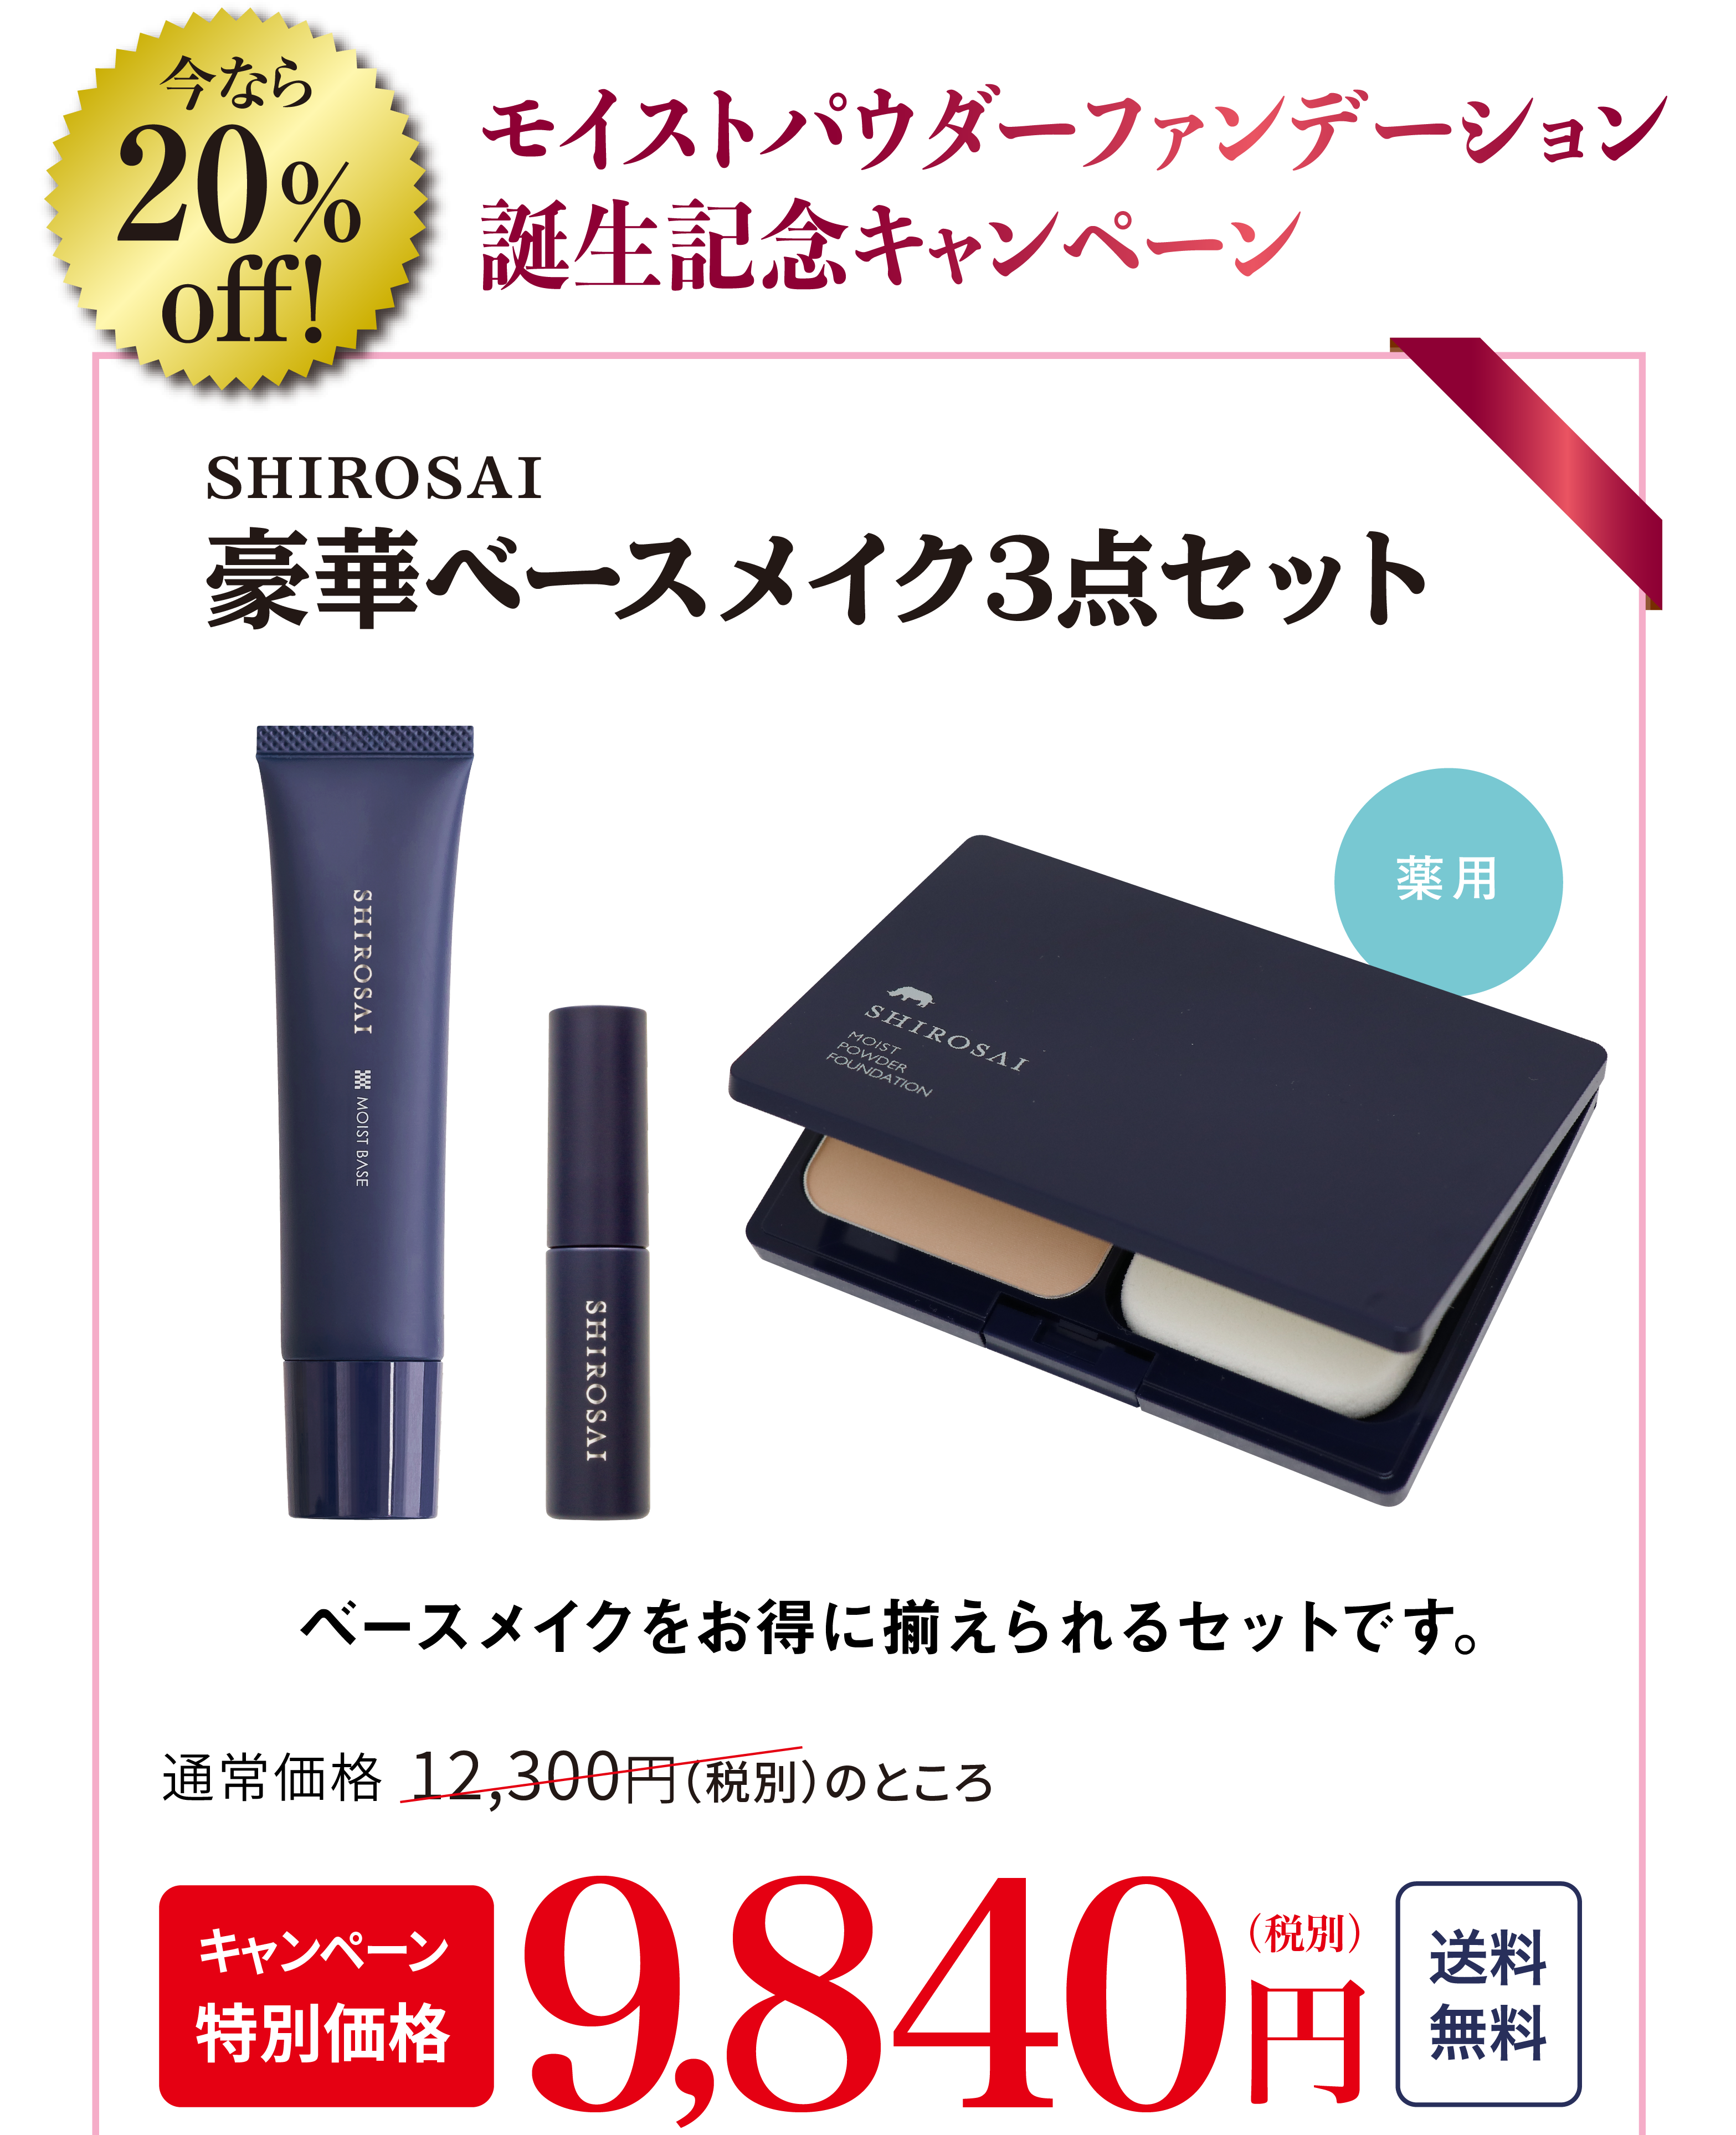 今なら
20%
off!
モイストパウダーファンデーション
誕生記念キャンペーン
SHIROSAI
豪華ベースメイク3点セット
薬用
SHIROSAI
MOIST BASE
SHIROSAI
SHIROSAI
MOIST
POWDER
FOUNDATION
ベースメイクをお得に揃えられるセットです。
通常価格 12,300円(税別)のところ
キャンペーン
特別価格
9,840円(税別)
送料
無料